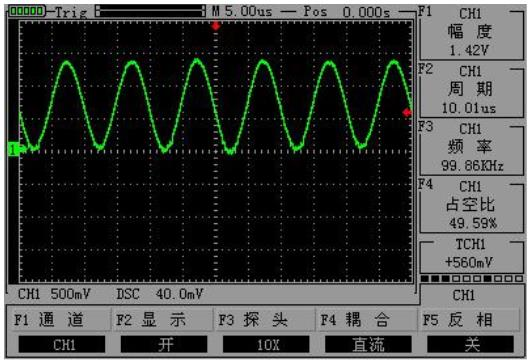 Trig M 5.00us Pos 0.000s
F1 CH1
幅 度
1.42V
F2 CH1
周 期
10.01us
F3 CH1
频 率
99.86KHz
F4 CH1
占空比
49.59%
TCH1
+560mV
1
CH1 500mV DSC 40.0mV
CH1
F1 通 道 F2 显 示 F3 探 头 F4 耦 合 F5 反 相
CH1 开 10X 直流 关